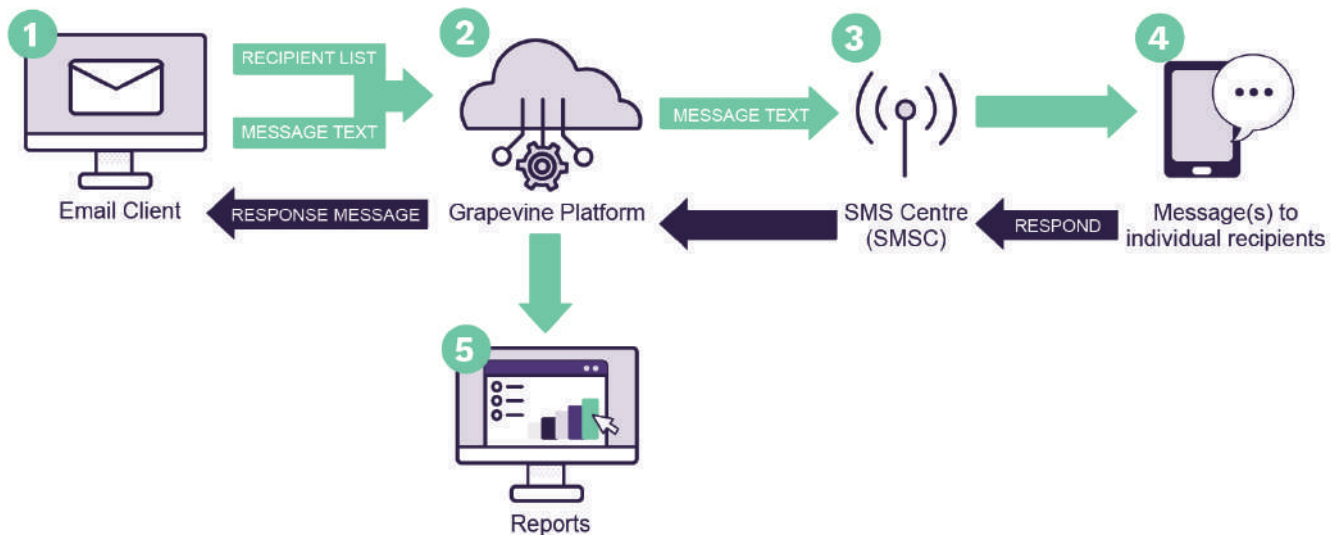 1
RECIPIENT LIST
MESSAGE TEXT
2
MESSAGE TEXT
3
4
Email Client
RESPONSE MESSAGE
Grapevine Platform
SMS Centre
(SMSC)
RESPOND
Message(s) to
individual recipients
5
Reports